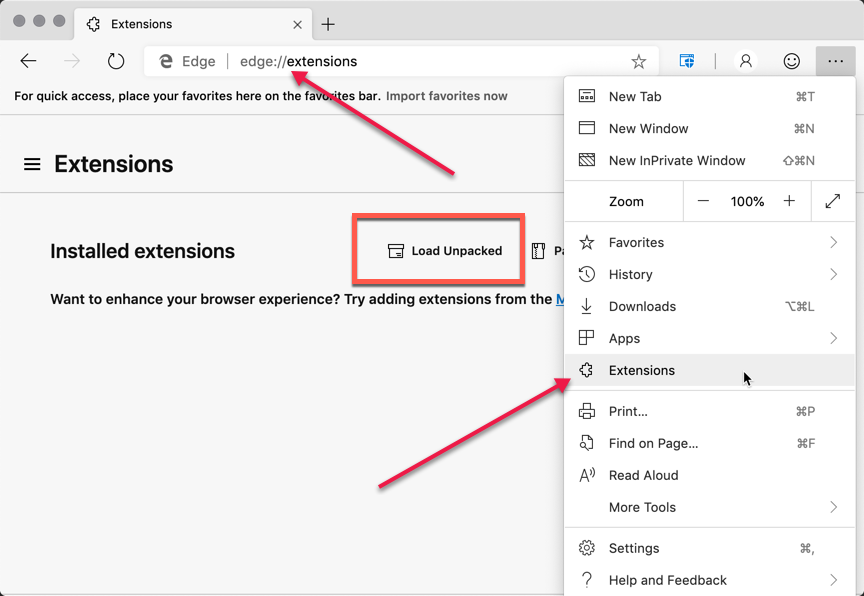 Extensions
Edge edge://extensions
For quick access, place your favorites here on the favorites bar. Import favorites now
Extensions
Installed extensions
Load Unpacked
Want to enhance your browser experience? Try adding extensions from the
New Tab ⌘T
New Window ⌘N
New InPrivate Window ⇧⌘N
Zoom — 100% +
Favorites
History
Downloads ⌥⌘L
Apps
Extensions
Print... ⌘P
Find on Page... ⌘F
Read Aloud
More Tools
Settings ⌘,
Help and Feedback